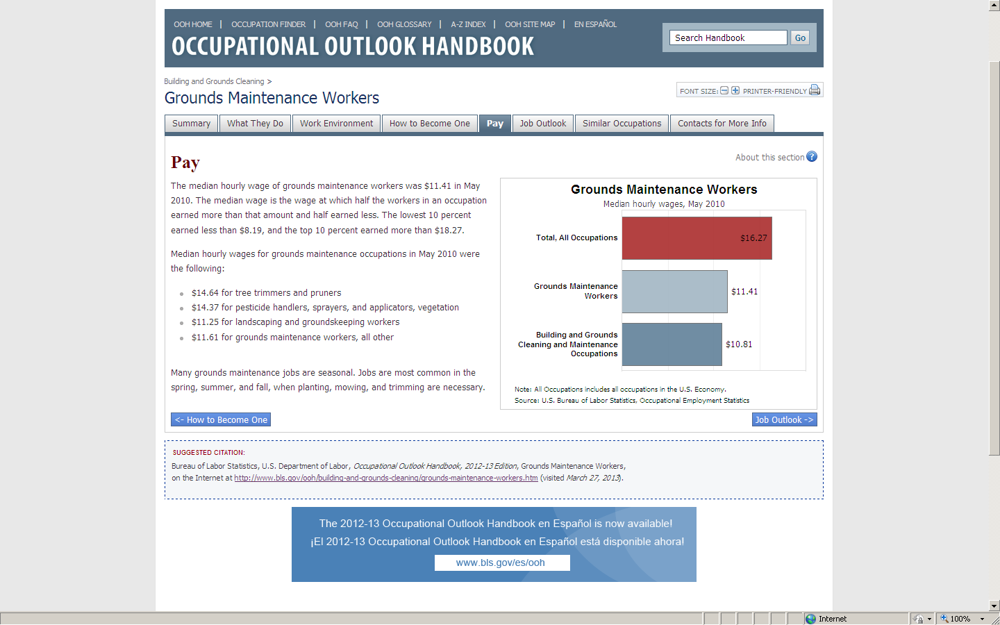 OOH HOME | OCCUPATION FINDER | OOH FAQ | OOH GLOSSARY | A-Z INDEX | OOH SITE MAP | EN ESPAÑOL
OCCUPATIONAL OUTLOOK HANDBOOK
Search Handbook Go
Building and Grounds Cleaning >
Grounds Maintenance Workers
FONT SIZE: PRINTER-FRIENDLY
Summary What They Do Work Environment How to Become One Pay Job Outlook Similar Occupations Contacts for More Info
Pay
About this section ?
The median hourly wage of grounds maintenance workers was $11.41 in May
2010. The median wage is the wage at which half the workers in an occupation
earned more than that amount and half earned less. The lowest 10 percent
earned less than $8.19, and the top 10 percent earned more than $18.27.
Median hourly wages for grounds maintenance occupations in May 2010 were
the following:
$14.64 for tree trimmers and pruners
$14.37 for pesticide handlers, sprayers, and applicators, vegetation
$11.25 for landscaping and groundskeeping workers
$11.61 for grounds maintenance workers, all other
Many grounds maintenance jobs are seasonal. Jobs are most common in the
spring, summer, and fall, when planting, mowing, and trimming are necessary.
Grounds Maintenance Workers
Median hourly wages, May 2010
Total, All Occupations $16.27
Grounds Maintenance
Workers
$11.41
Building and Grounds
Cleaning and Maintenance
Occupations
$10.81
Note: All Occupations includes all occupations in the U.S. Economy.
Source: U.S. Bureau of Labor Statistics, Occupational Employment Statistics
<- How to Become One
Job Outlook ->
SUGGESTED CITATION:
Bureau of Labor Statistics, U.S. Department of Labor, Occupational Outlook Handbook, 2012-13 Edition, Grounds Maintenance Workers,
on the Internet at http://www.bls.gov/ooh/building-and-grounds-cleaning/grounds-maintenance-workers.htm (visited March 27, 2013).
The 2012-13 Occupational Outlook Handbook en Español is now available!
¡El 2012-13 Occupational Outlook Handbook en Español está disponible ahora!
www.bls.gov/es/ooh
Internet
100%